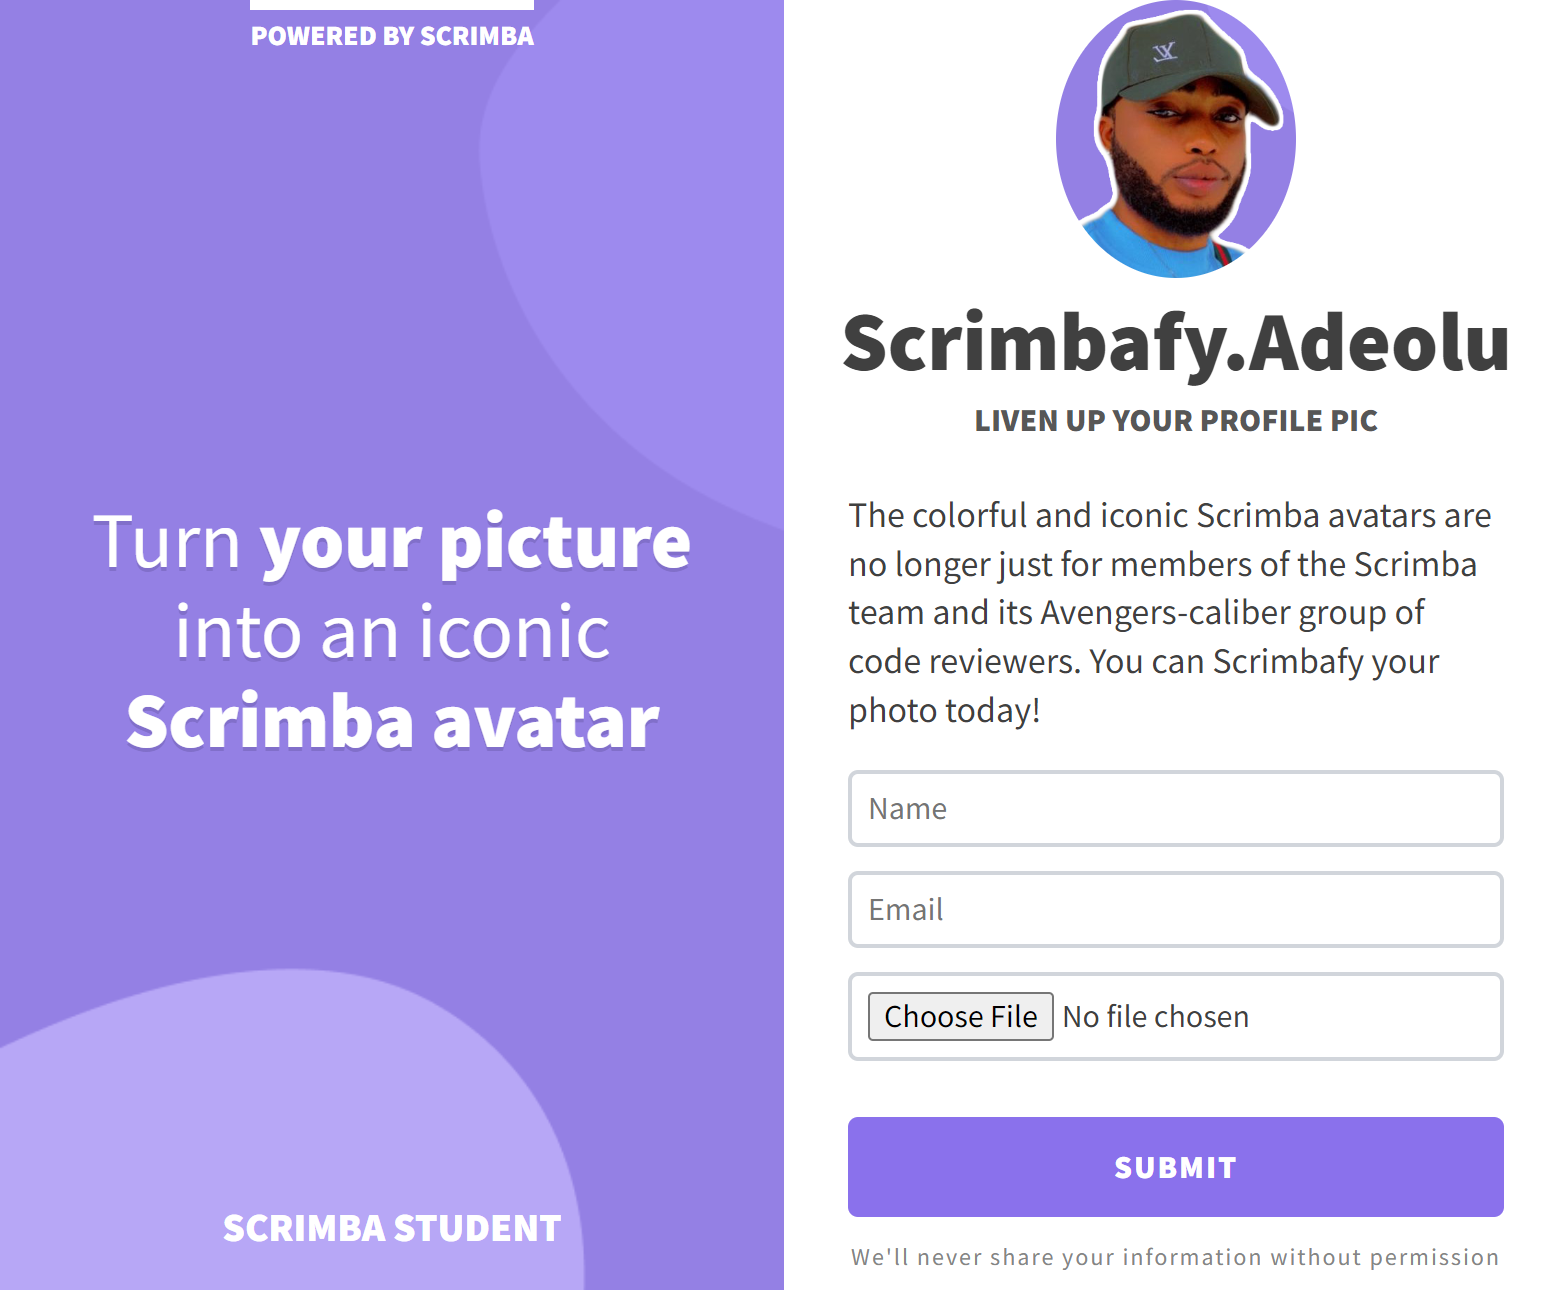 POWERED BY SCRIMBA
Turn your picture
into an iconic
Scrimba avatar
SCRIMBA STUDENT
Scrimbafy.Adeolu
LIVEN UP YOUR PROFILE PIC
The colorful and iconic Scrimba avatars are
no longer just for members of the Scrimba
team and its Avengers-caliber group of
code reviewers. You can Scrimbafy your
photo today!
Name
Email
Choose File No file chosen
SUBMIT
We'll never share your information without permission